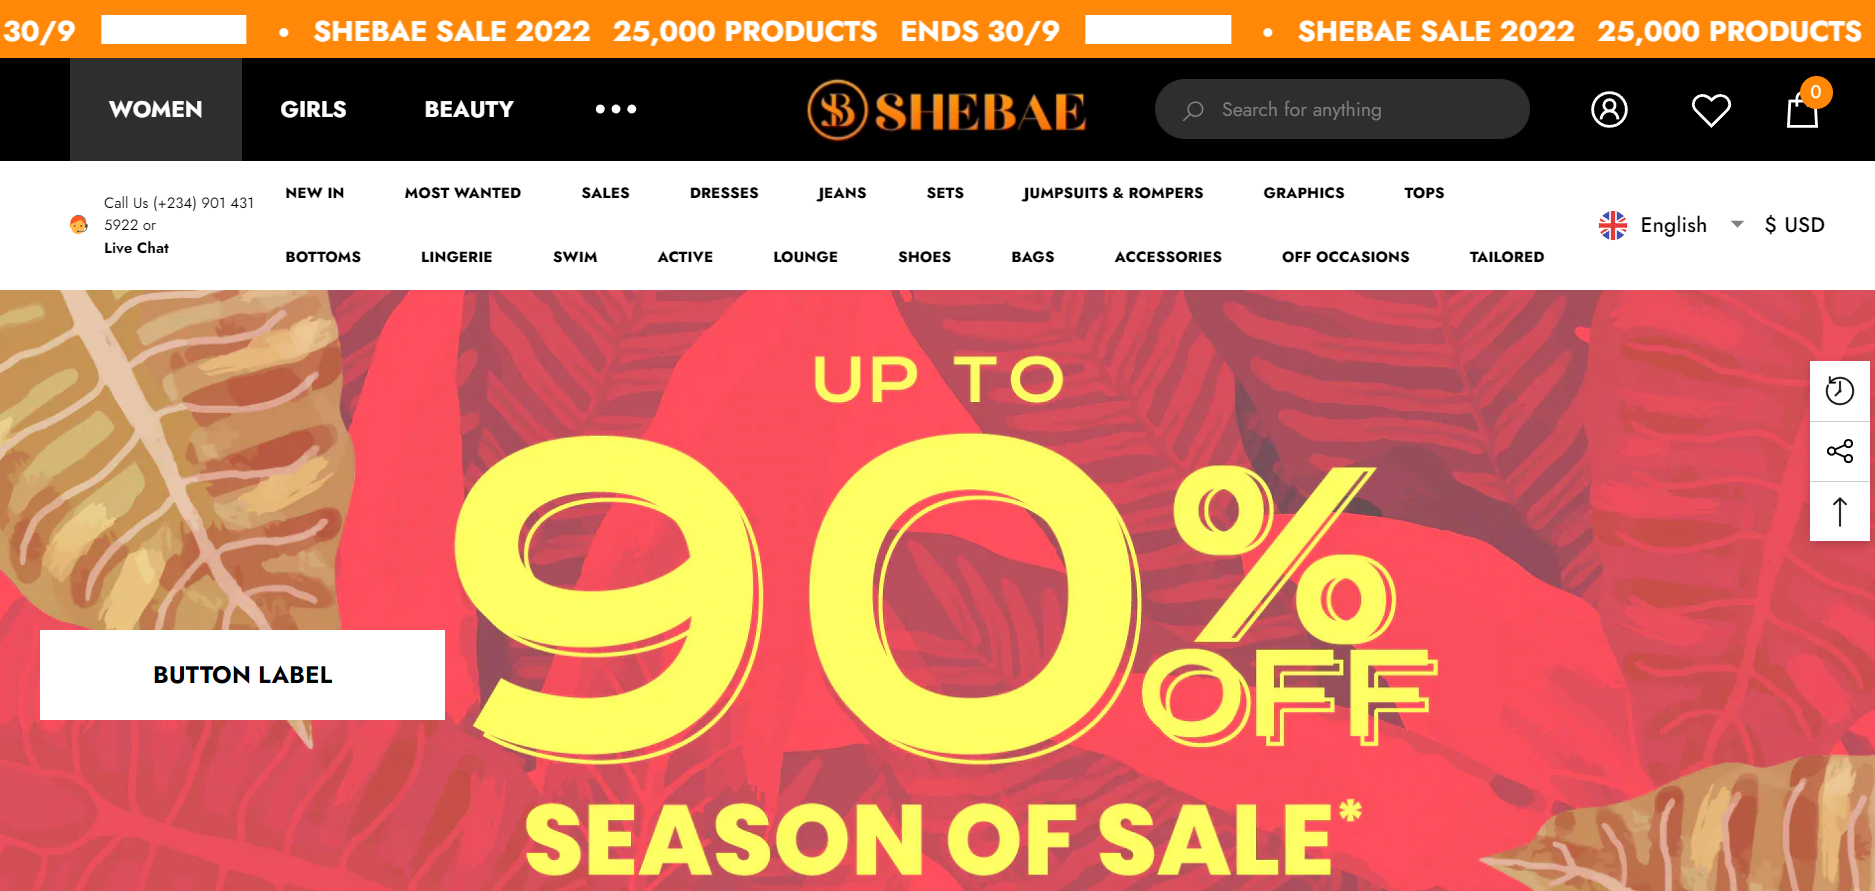 30/9 • SHEBAE SALE 2022 25,000 PRODUCTS ENDS 30/9 • SHEBAE SALE 2022 25,000 PRODUCTS
WOMEN GIRLS BEAUTY ••• SB SHEBAE Search for anything 0
Call Us (+234) 901 431
5922 or
Live Chat
NEW IN MOST WANTED SALES DRESSES JEANS SETS JUMPSUITS & ROMPERS GRAPHICS TOPS
BOTTOMS LINGERIE SWIM ACTIVE LOUNGE SHOES BAGS ACCESSORIES OFF OCCASIONS TAILORED
English $ USD
UP TO
90%
OFF
BUTTON LABEL
SEASON OF SALE*